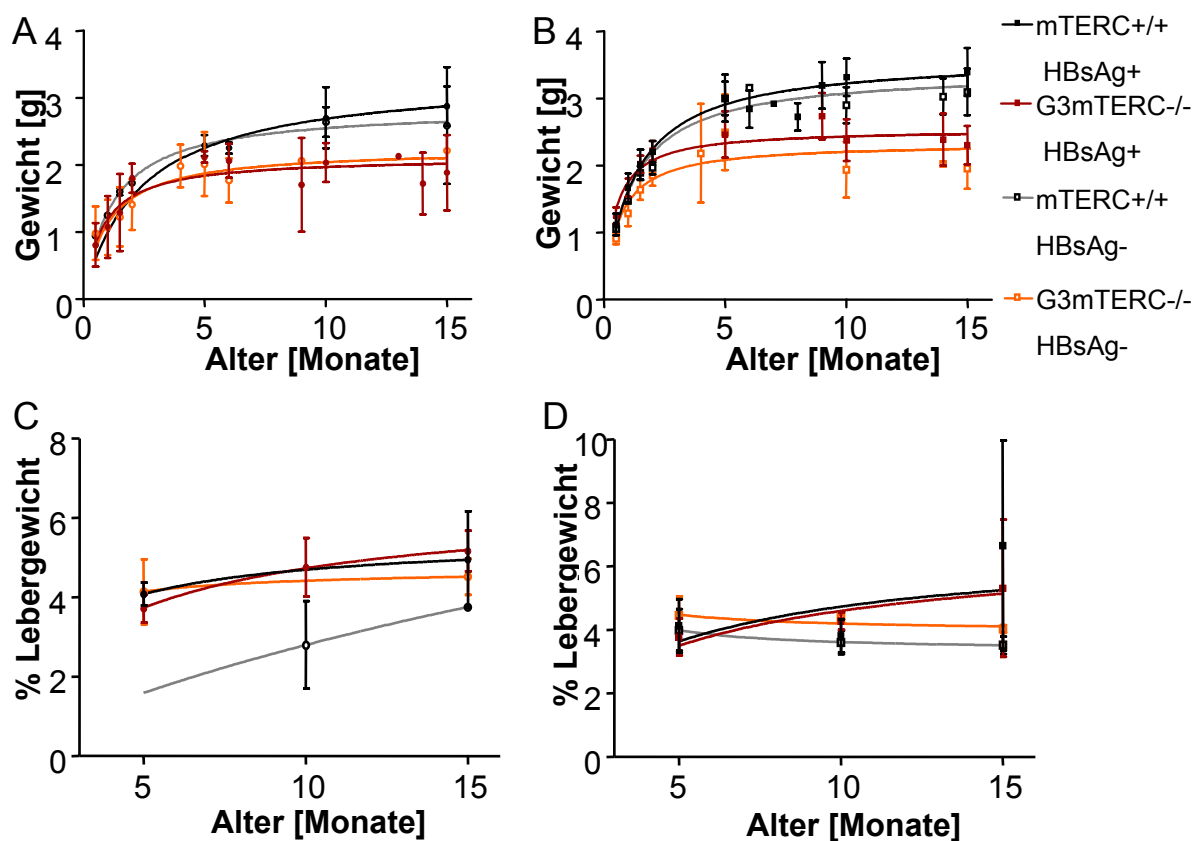 A
Gewicht [g]
4
3
2
1
0
0
5
10
15
Alter [Monate]
B
Gewicht [g]
4
3
2
1
0
0
5
10
15
Alter [Monate]
mTERC+/+
HBsAg+
G3mTERC-/-
HBsAg+
mTERC+/+
HBsAg-
G3mTERC-/-
HBsAg-
C
% Lebergewicht
8
6
4
2
0
5
10
15
Alter [Monate]
D
% Lebergewicht
10
8
6
4
2
0
5
10
15
Alter [Monate]